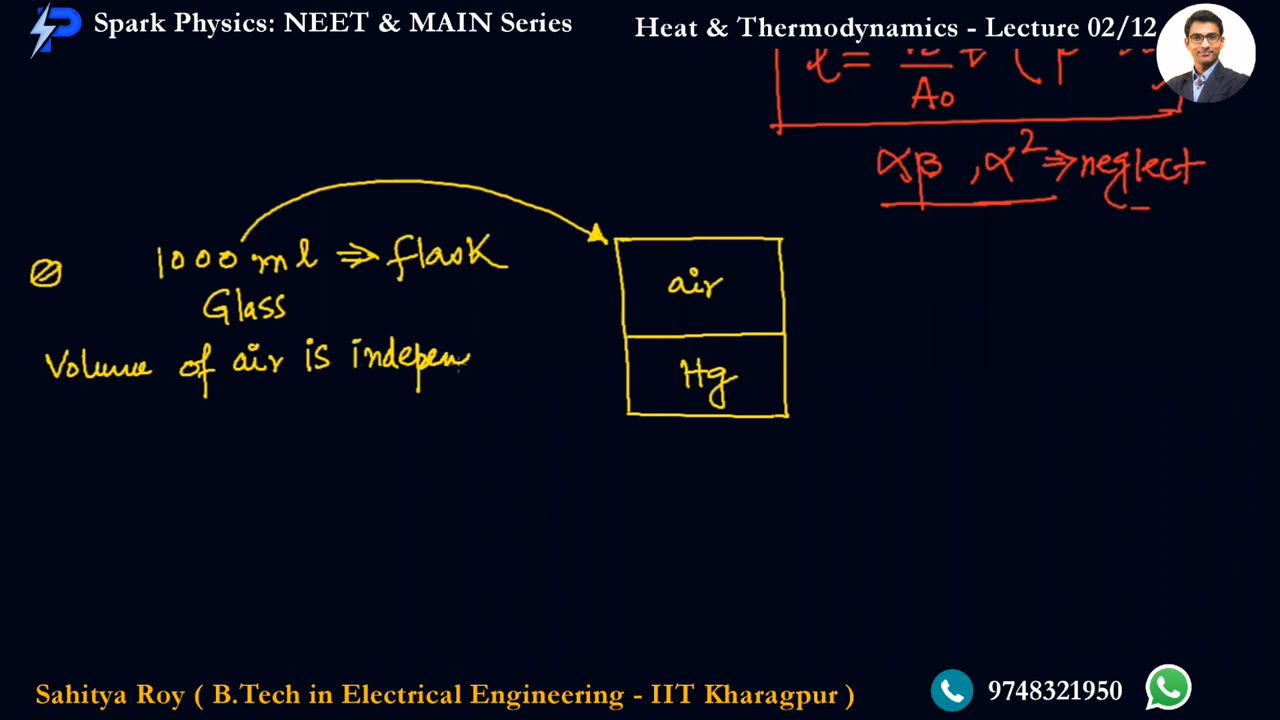 Spark Physics: NEET & MAIN Series
Heat & Thermodynamics - Lecture 02/12
A₀
αβ , α² ⇒ neglect
1000 ml ⇒ flask
Glass
Volume of air is indepen
air
Hg
Sahitya Roy ( B.Tech in Electrical Engineering - IIT Kharagpur )
9748321950